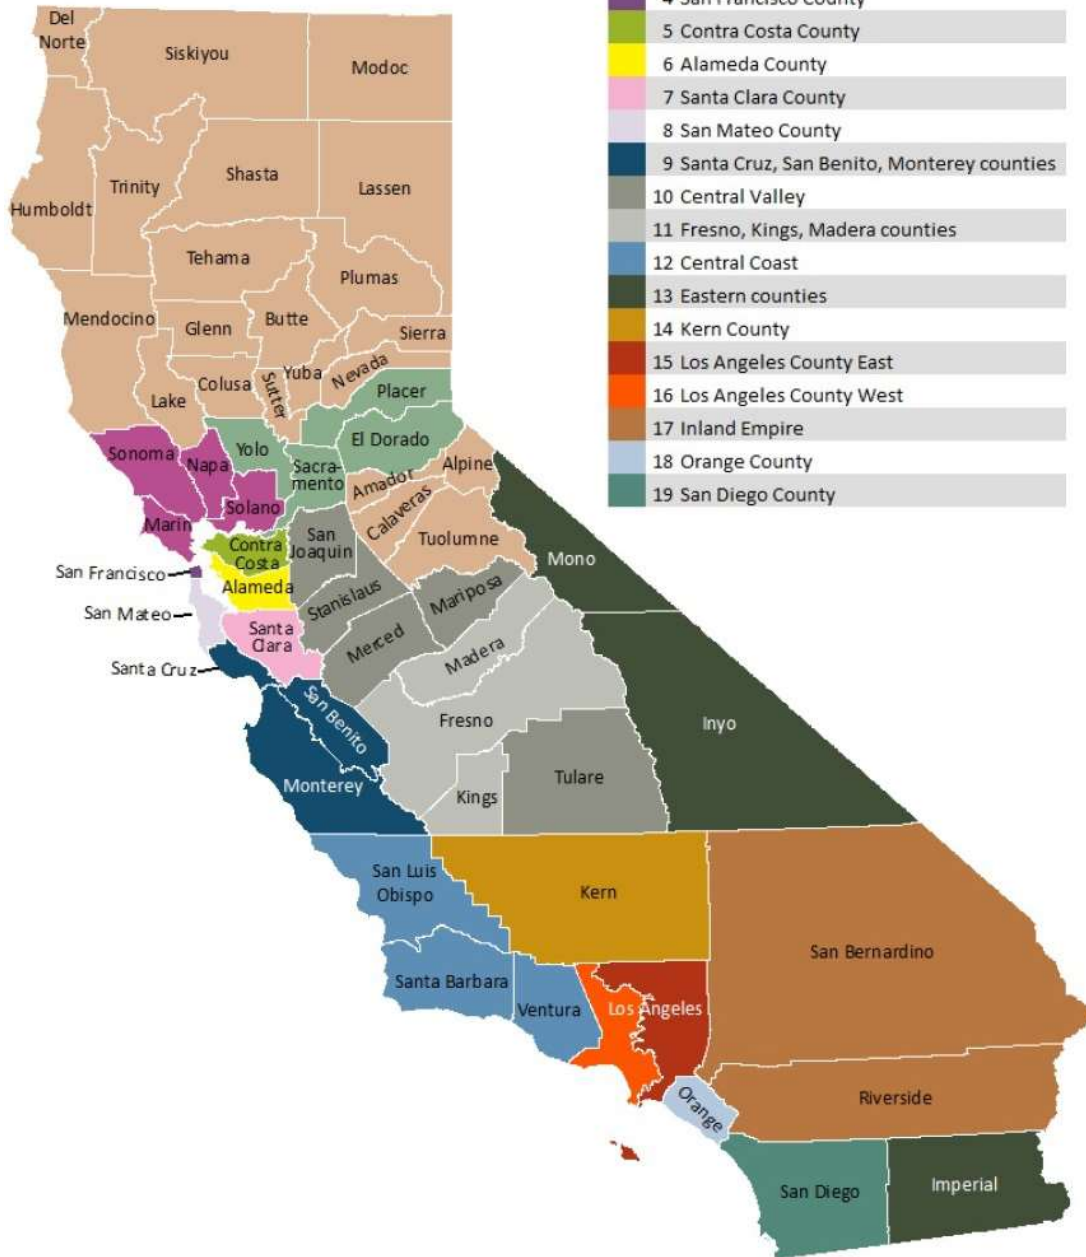 4 San Francisco County
5 Contra Costa County
6 Alameda County
7 Santa Clara County
8 San Mateo County
9 Santa Cruz, San Benito, Monterey counties
10 Central Valley
11 Fresno, Kings, Madera counties
12 Central Coast
13 Eastern counties
14 Kern County
15 Los Angeles County East
16 Los Angeles County West
17 Inland Empire
18 Orange County
19 San Diego County
Del
Norte
Siskiyou
Modoc
Humboldt
Trinity
Shasta
Lassen
Tehama
Plumas
Mendocino
Glenn
Butte
Sierra
Lake
Colusa
Sutter
Yuba
Nevada
Placer
Sonoma
Napa
Yolo
El Dorado
Sacra-
mento
Amador
Alpine
Marin
Solano
Calaveras
Tuolumne
Contra
Costa
San
Joaquin
Mono
San Francisco
Alameda
Stanislaus
Mariposa
San Mateo
Santa
Clara
Merced
Madera
Santa Cruz
San Benito
Fresno
Inyo
Monterey
Kings
Tulare
San Luis
Obispo
Kern
San Bernardino
Santa Barbara
Ventura
Los Angeles
Orange
Riverside
San Diego
Imperial